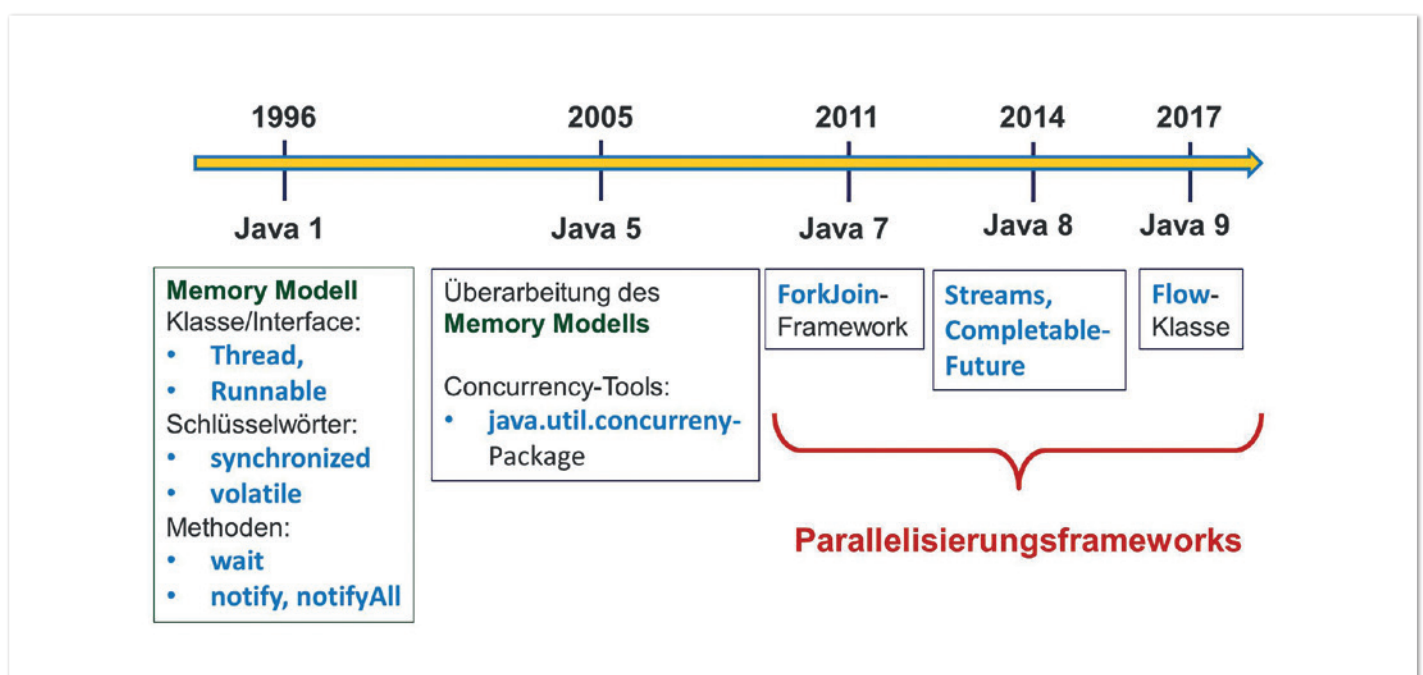 1996
2005
2011
2014
2017
Java 1
Java 5
Java 7
Java 8
Java 9
Memory Modell
Klasse/Interface:
• Thread,
• Runnable
Schlüsselwörter:
• synchronized
• volatile
Methoden:
• wait
• notify, notifyAll
Überarbeitung des
Memory Modells
Concurrency-Tools:
• java.util.concurreny-
Package
ForkJoin-
Framework
Streams,
Completable-
Future
Flow-
Klasse
Parallelisierungsframeworks